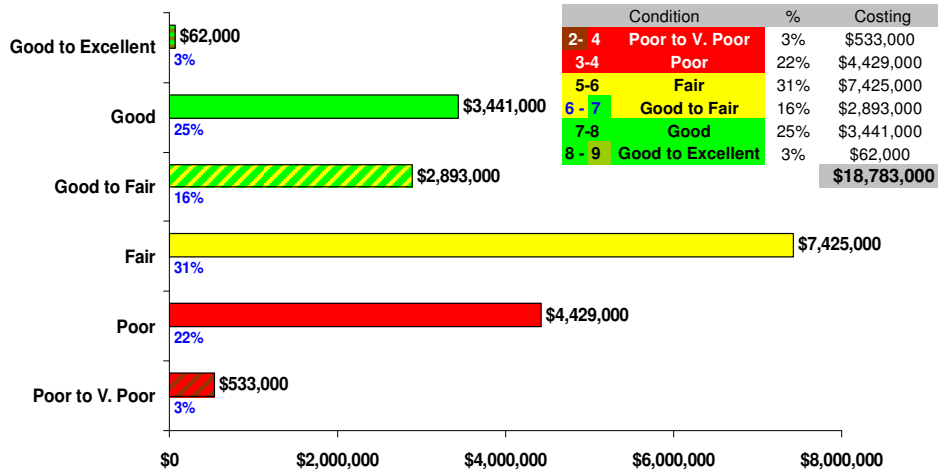 Condition % Costing
2- 4 Poor to V. Poor 3% $533,000
3-4 Poor 22% $4,429,000
5-6 Fair 31% $7,425,000
6 - 7 Good to Fair 16% $2,893,000
7-8 Good 25% $3,441,000
8 - 9 Good to Excellent 3% $62,000
$18,783,000
Good to Excellent $62,000
3%
Good $3,441,000
25%
Good to Fair $2,893,000
16%
Fair $7,425,000
31%
Poor $4,429,000
22%
Poor to V. Poor $533,000
3%
$0 $2,000,000 $4,000,000 $6,000,000 $8,000,000